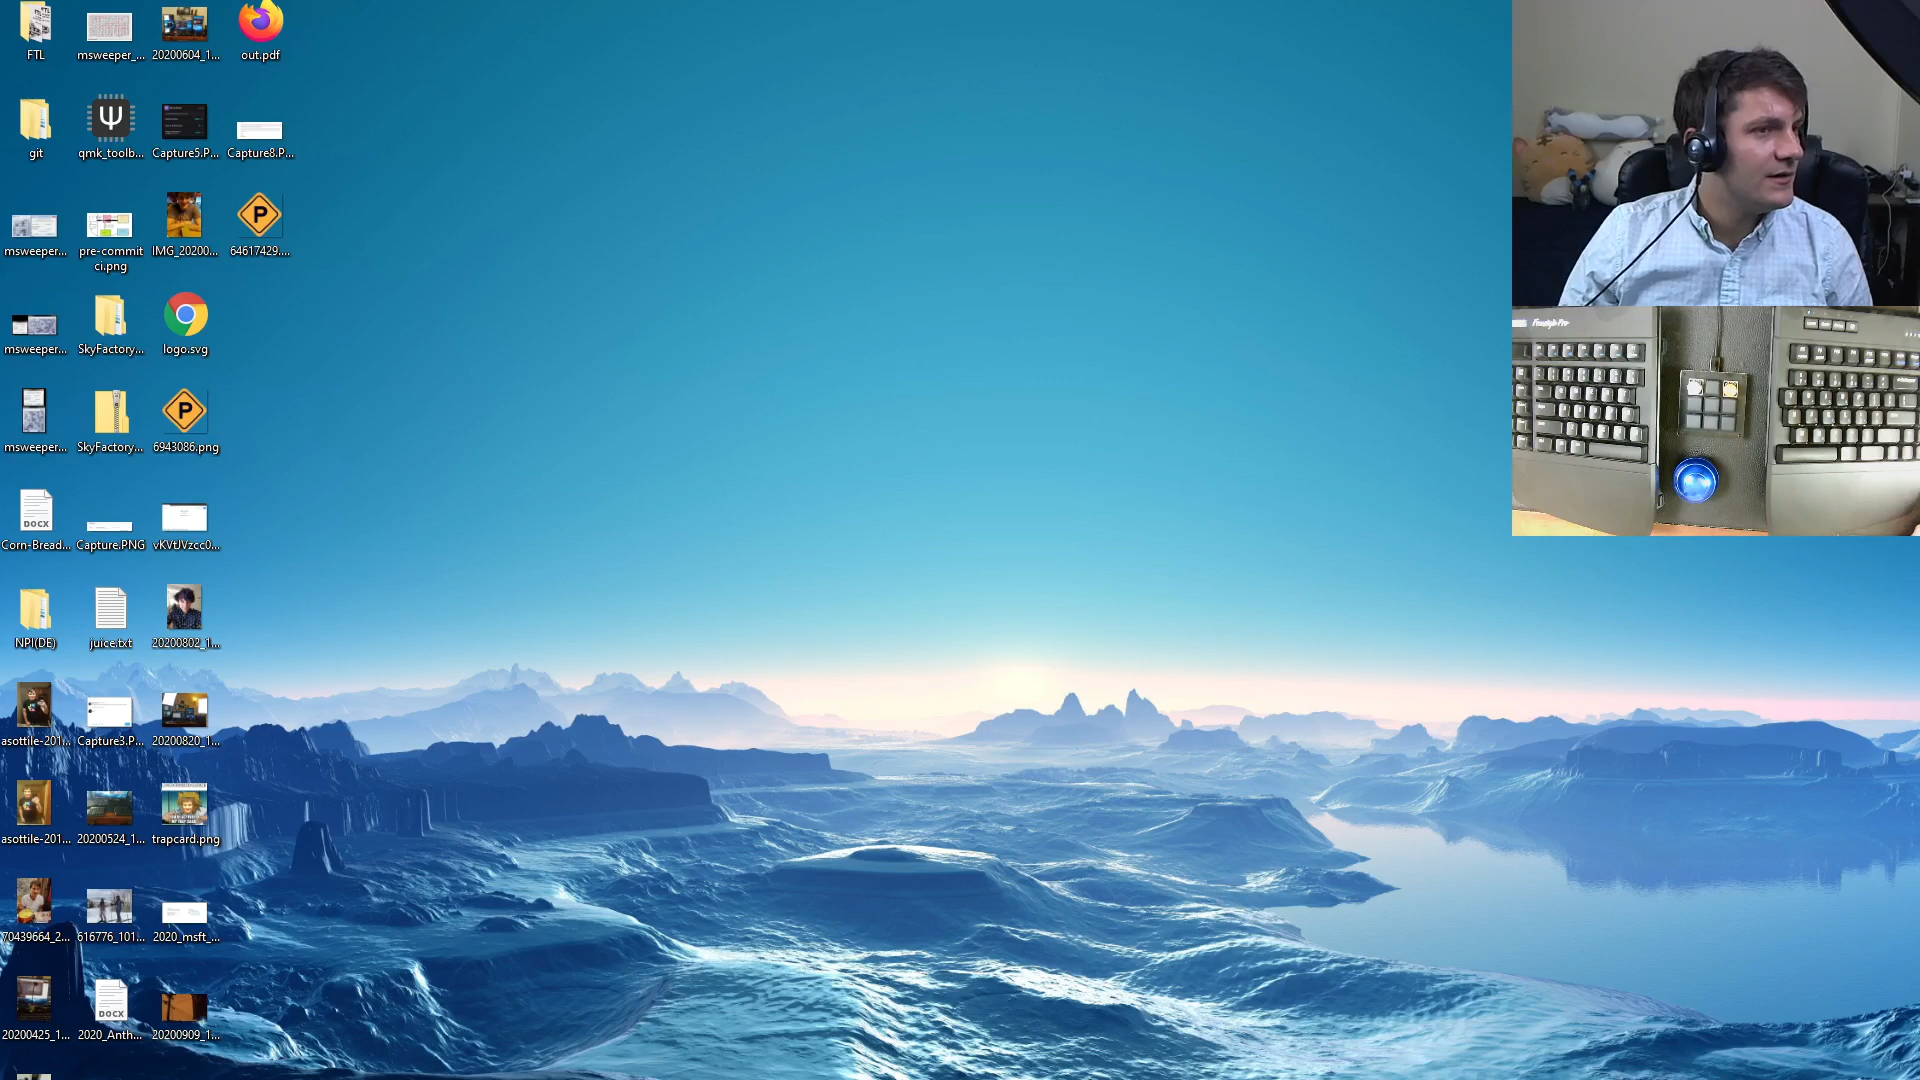 FTL
msweeper_...
20200604_1...
out.pdf
git
qmk_toolb...
Capture5.P...
Capture8.P...
msweeper...
pre-commit
ci.png
IMG_20200...
P
64617429....
msweeper...
SkyFactory...
logo.svg
msweeper...
SkyFactory...
P
6943086.png
DOCX
Corn-Bread...
Capture.PNG
vKVtJVzcc0...
NPI(DE)
juice.txt
20200802_1...
asottile-201...
Capture3.P...
20200820_1...
asottile-201...
20200524_1...
trapcard.png
70439664_2...
616776_101...
2020_msft_...
20200425_1...
DOCX
2020_Anth...
20200909_1...
Freestyle Pro